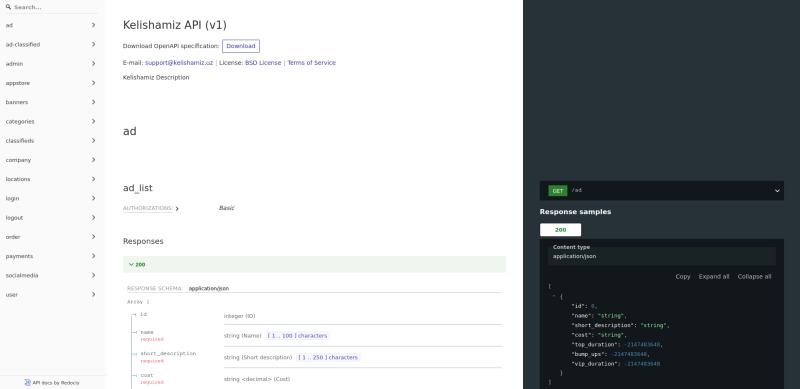 Search...
ad
ad-classified
admin
appstore
banners
categories
classifieds
company
locations
login
logout
order
payments
socialmedia
user
API docs by Redocly
Kelishamiz API (v1)
Download OpenAPI specification: Download
E-mail: support@kelishamiz.uz | License: BSD License | Terms of Service
Kelishamiz Description
ad
ad_list
AUTHORIZATIONS: Basic
Responses
200
RESPONSE SCHEMA: application/json
Array [
id integer (ID)
name
required
string (Name) [ 1 .. 100 ] characters
short_description
required
string (Short description) [ 1 .. 250 ] characters
cost
required
string <decimal> (Cost)
GET /ad
Response samples
200
Content type
application/json
Copy Expand all Collapse all
[
- {
"id": 0,
"name": "string",
"short_description": "string",
"cost": "string",
"top_duration": -2147483648,
"bump_ups": -2147483648,
"vip_duration": -2147483648
}
]